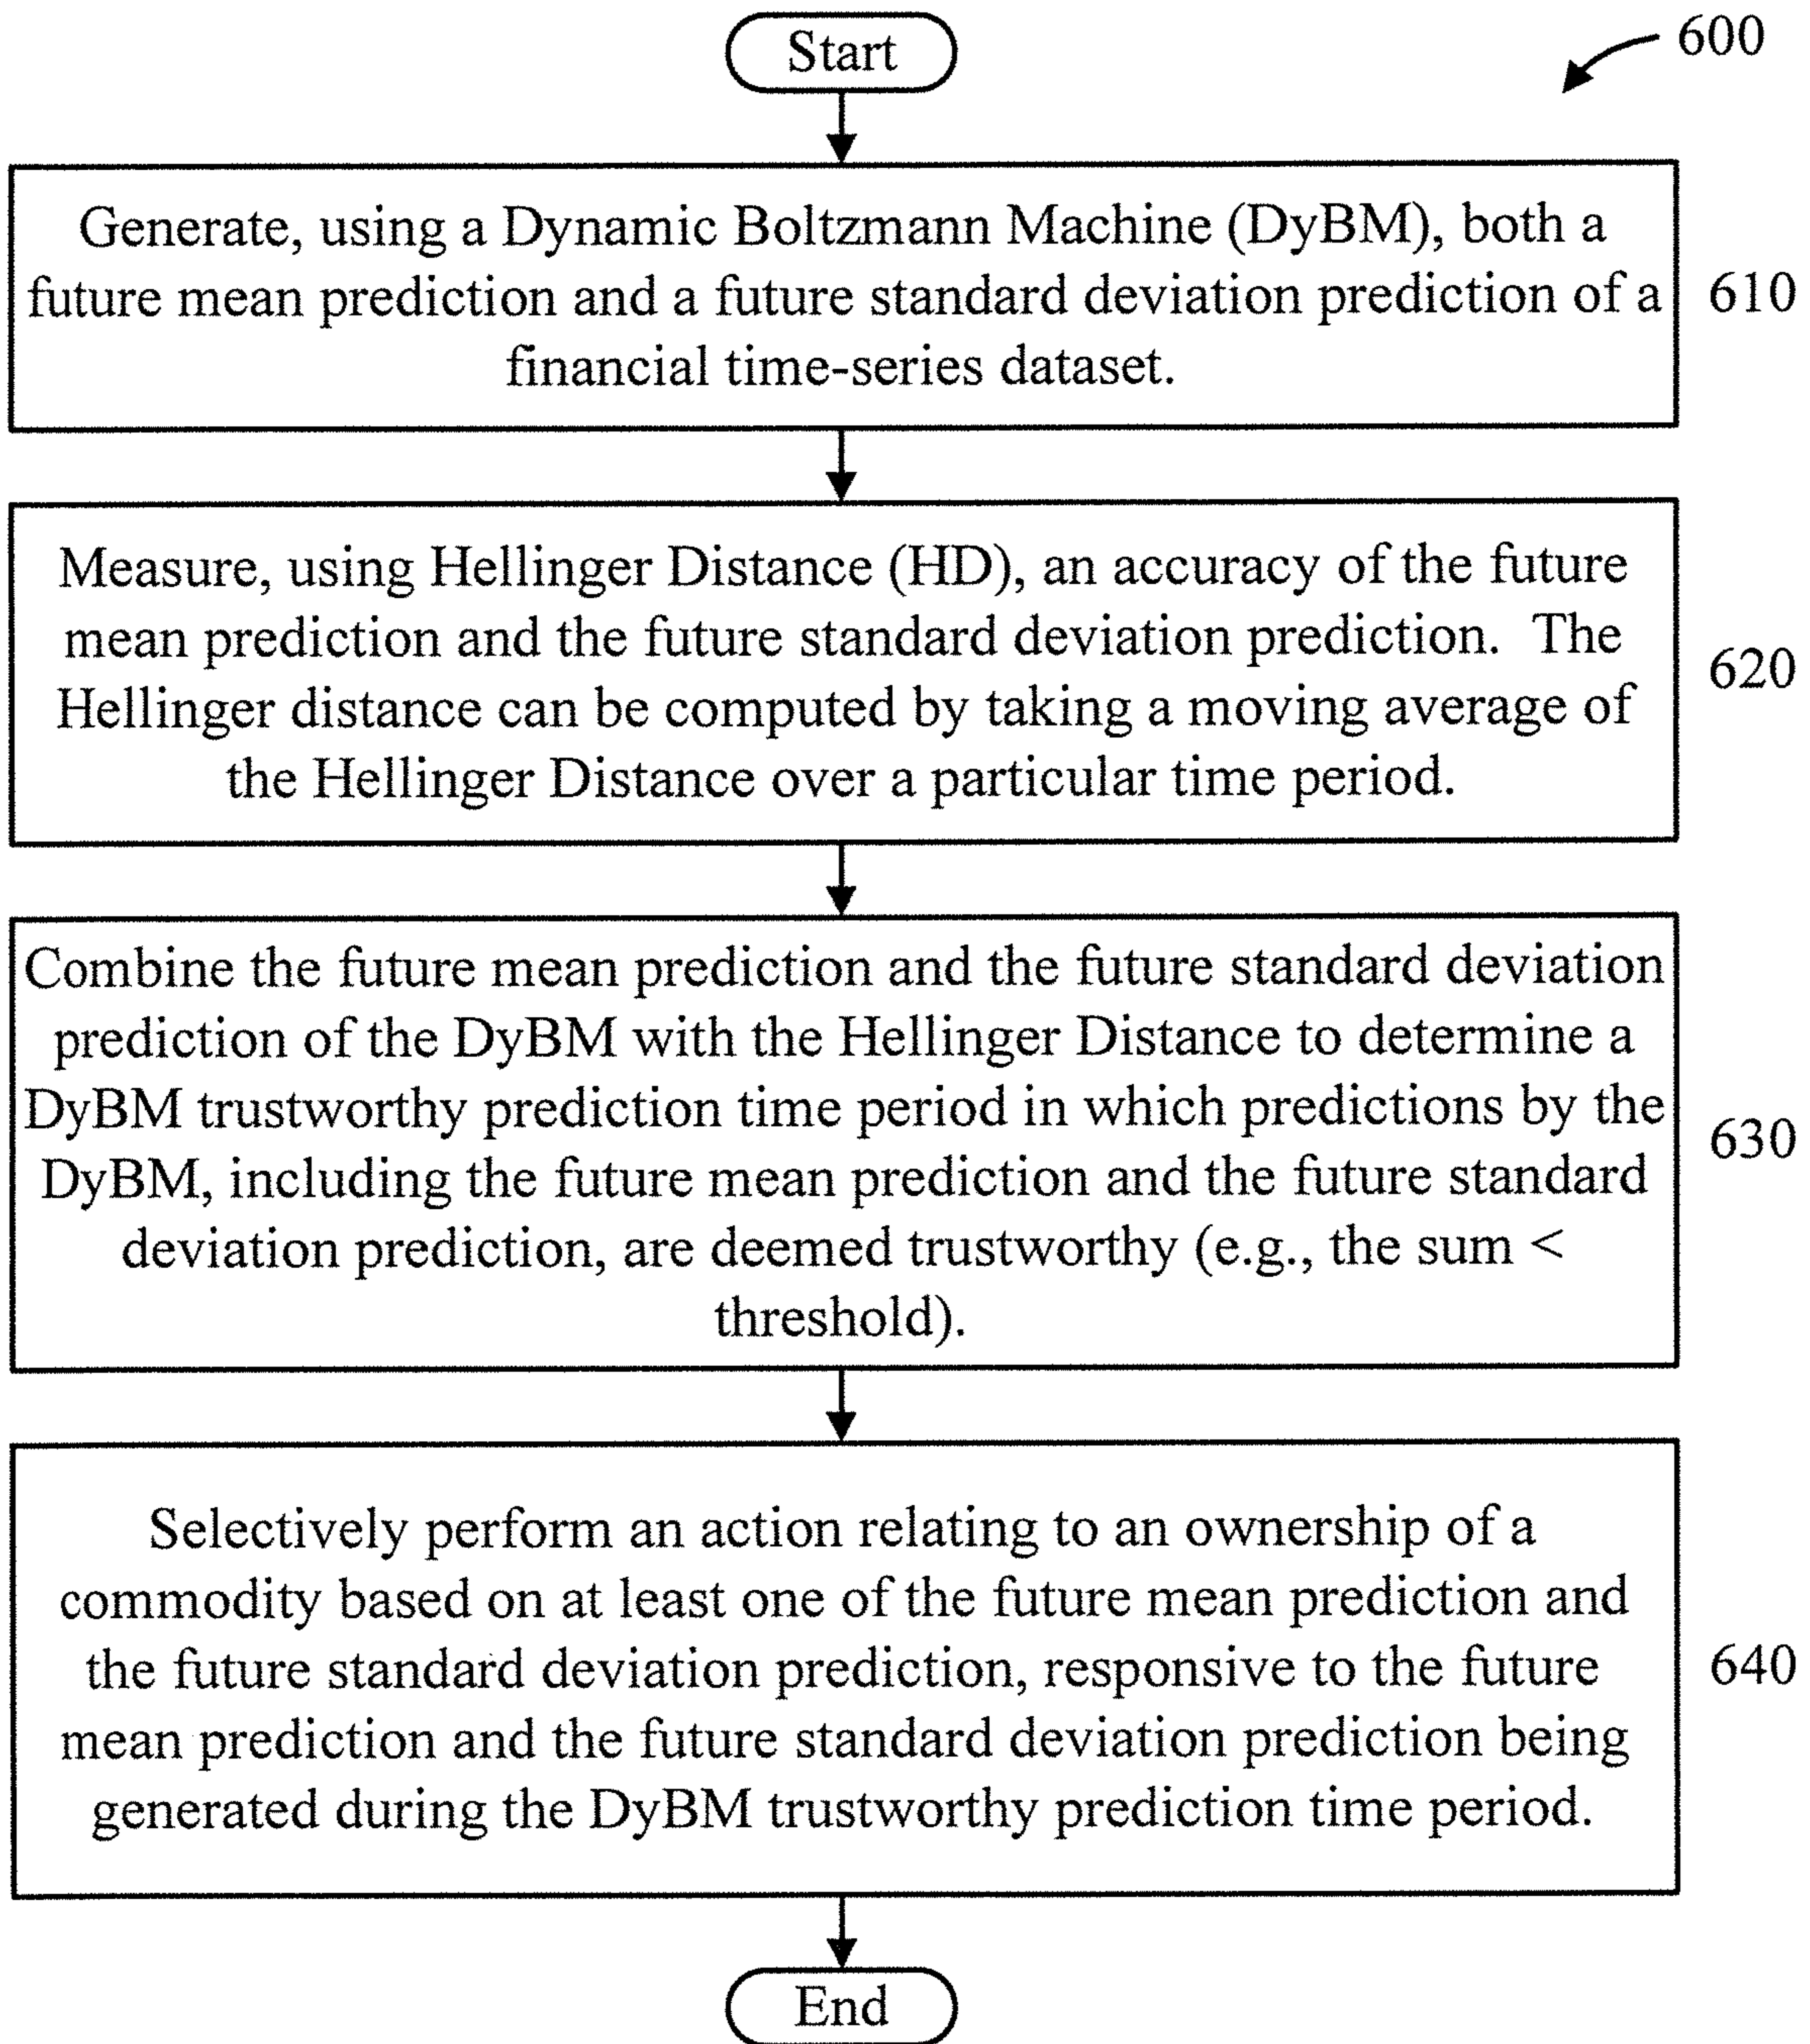 Start
600
Generate, using a Dynamic Boltzmann Machine (DyBM), both a
future mean prediction and a future standard deviation prediction of a
financial time-series dataset.
610
Measure, using Hellinger Distance (HD), an accuracy of the future
mean prediction and the future standard deviation prediction. The
Hellinger distance can be computed by taking a moving average of
the Hellinger Distance over a particular time period.
620
Combine the future mean prediction and the future standard deviation
prediction of the DyBM with the Hellinger Distance to determine a
DyBM trustworthy prediction time period in which predictions by the
DyBM, including the future mean prediction and the future standard
deviation prediction, are deemed trustworthy (e.g., the sum <
threshold).
630
Selectively perform an action relating to an ownership of a
commodity based on at least one of the future mean prediction and
the future standard deviation prediction, responsive to the future
mean prediction and the future standard deviation prediction being
generated during the DyBM trustworthy prediction time period.
640
End